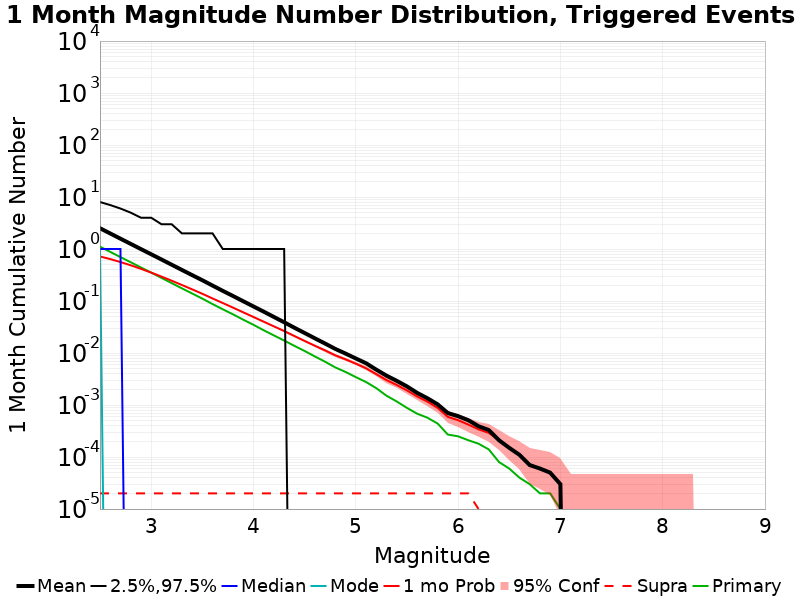 1 Month Magnitude Number Distribution, Triggered Events
1 Month Cumulative Number
10^4
10^3
10^2
10^1
10^0
10^-1
10^-2
10^-3
10^-4
10^-5
3 4 5 6 7 8 9
Magnitude
Mean 2.5%,97.5% Median Mode 1 mo Prob 95% Conf Supra Primary